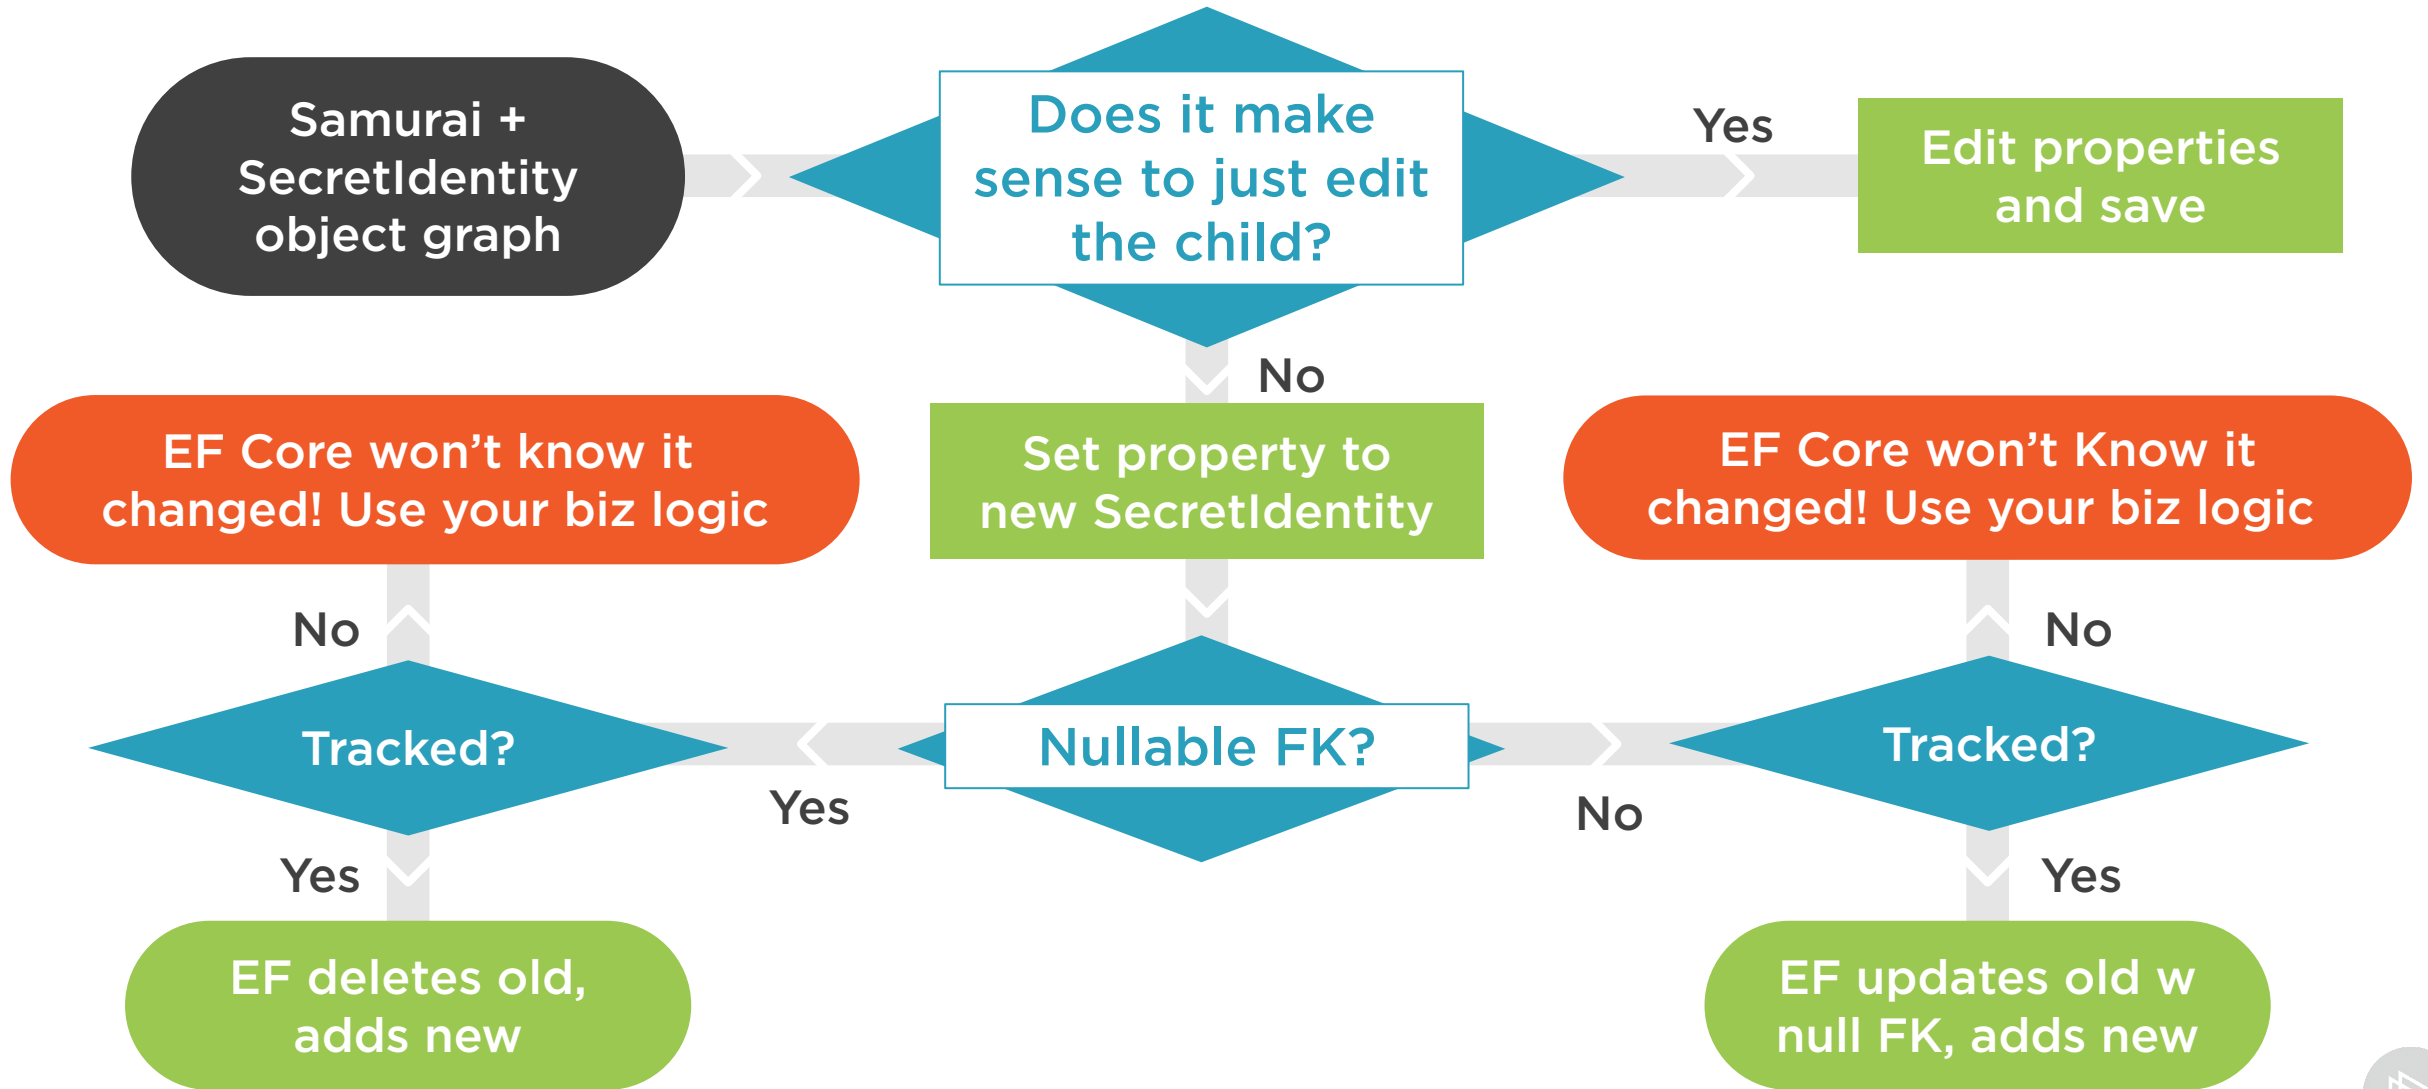 Samurai +
SecretIdentity
object graph
Does it make
sense to just edit
the child?
Yes
Edit properties
and save
No
EF Core won’t know it
changed! Use your biz logic
Set property to
new SecretIdentity
EF Core won’t Know it
changed! Use your biz logic
No
No
Tracked?
Nullable FK?
Tracked?
Yes
No
Yes
Yes
EF deletes old,
adds new
EF updates old w
null FK, adds new